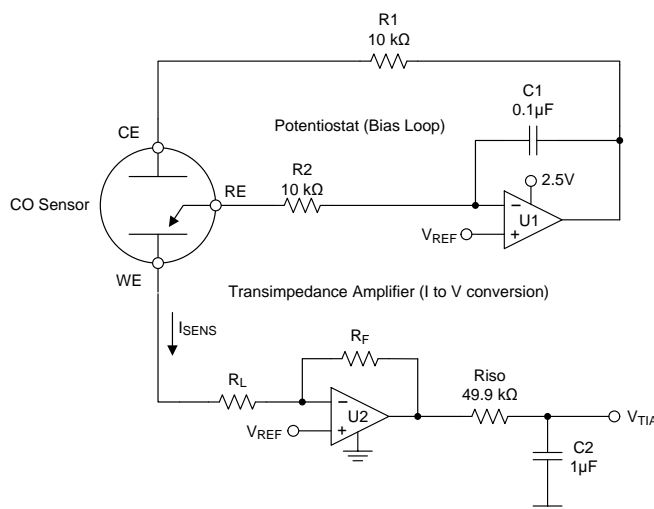 R1
10 kΩ
C1
0.1µF
Potentiostat (Bias Loop)
CE
R2
10 kΩ
RE
2.5V
CO Sensor
U1
VREF
WE
Transimpedance Amplifier (I to V conversion)
ISENS
RF
RL
Riso
49.9 kΩ
U2
VREF
VTIA
C2
1µF